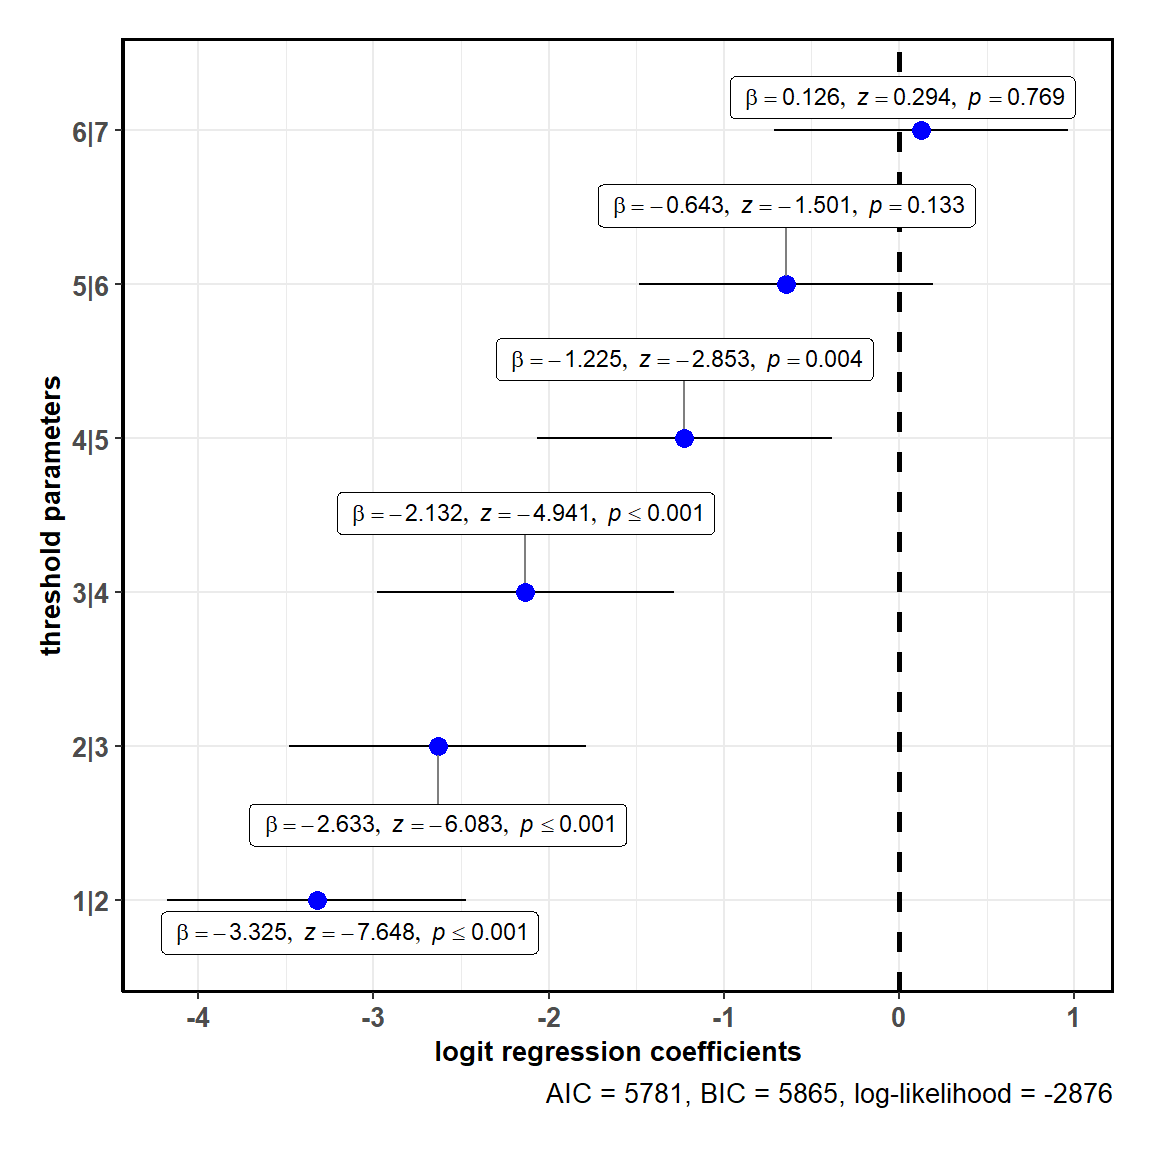 β = 0.126, z = 0.294, p = 0.769
6|7
β = −0.643, z = −1.501, p = 0.133
5|6
β = −1.225, z = −2.853, p = 0.004
4|5
threshold parameters
β = −2.132, z = −4.941, p ≤ 0.001
3|4
2|3
β = −2.633, z = −6.083, p ≤ 0.001
1|2
β = −3.325, z = −7.648, p ≤ 0.001
-4 -3 -2 -1 0 1
logit regression coefficients
AIC = 5781, BIC = 5865, log-likelihood = -2876